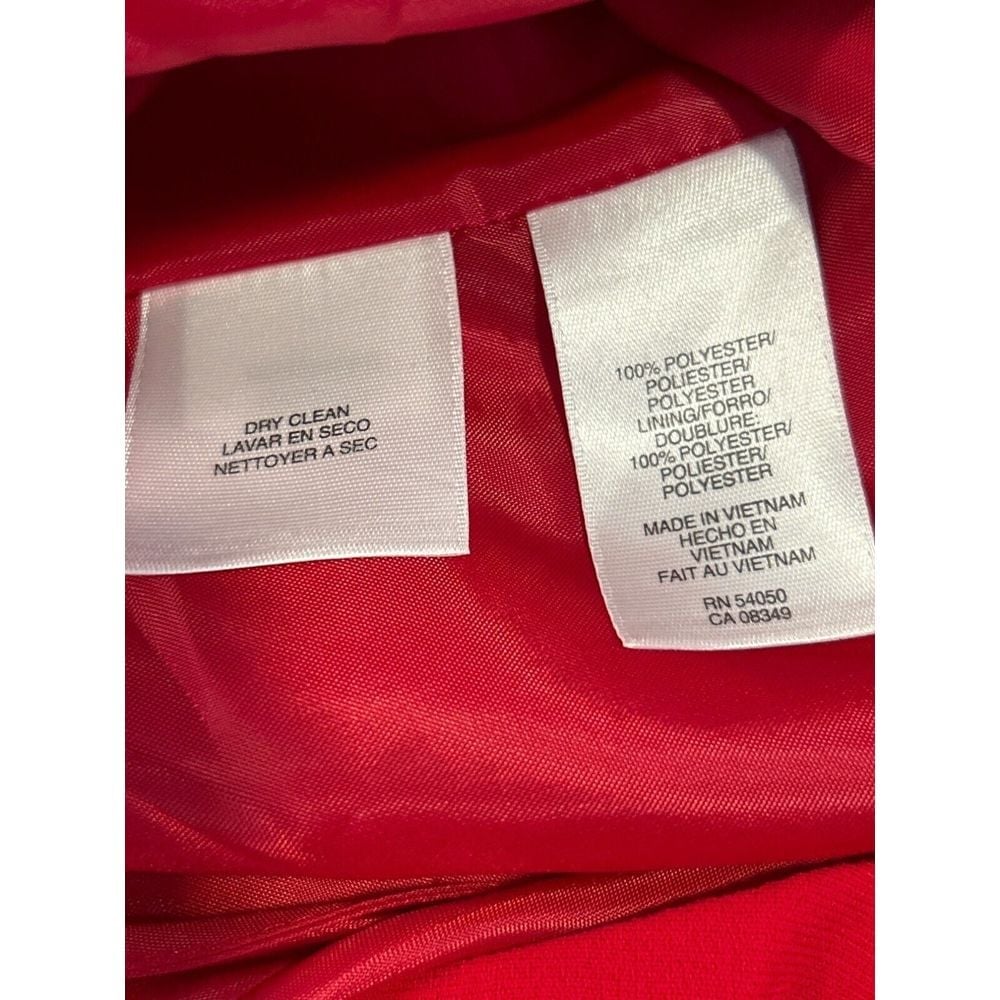 DRY CLEAN
LAVAR EN SECO
NETTOYER A SEC
100% POLYESTER/
POLIESTER/
POLYESTER
LINING/FORRO/
DOUBLURE:
100% POLYESTER/
POLIESTER/
POLYESTER
MADE IN VIETNAM
HECHO EN
VIETNAM
FAIT AU VIETNAM
RN 54050
CA 08349